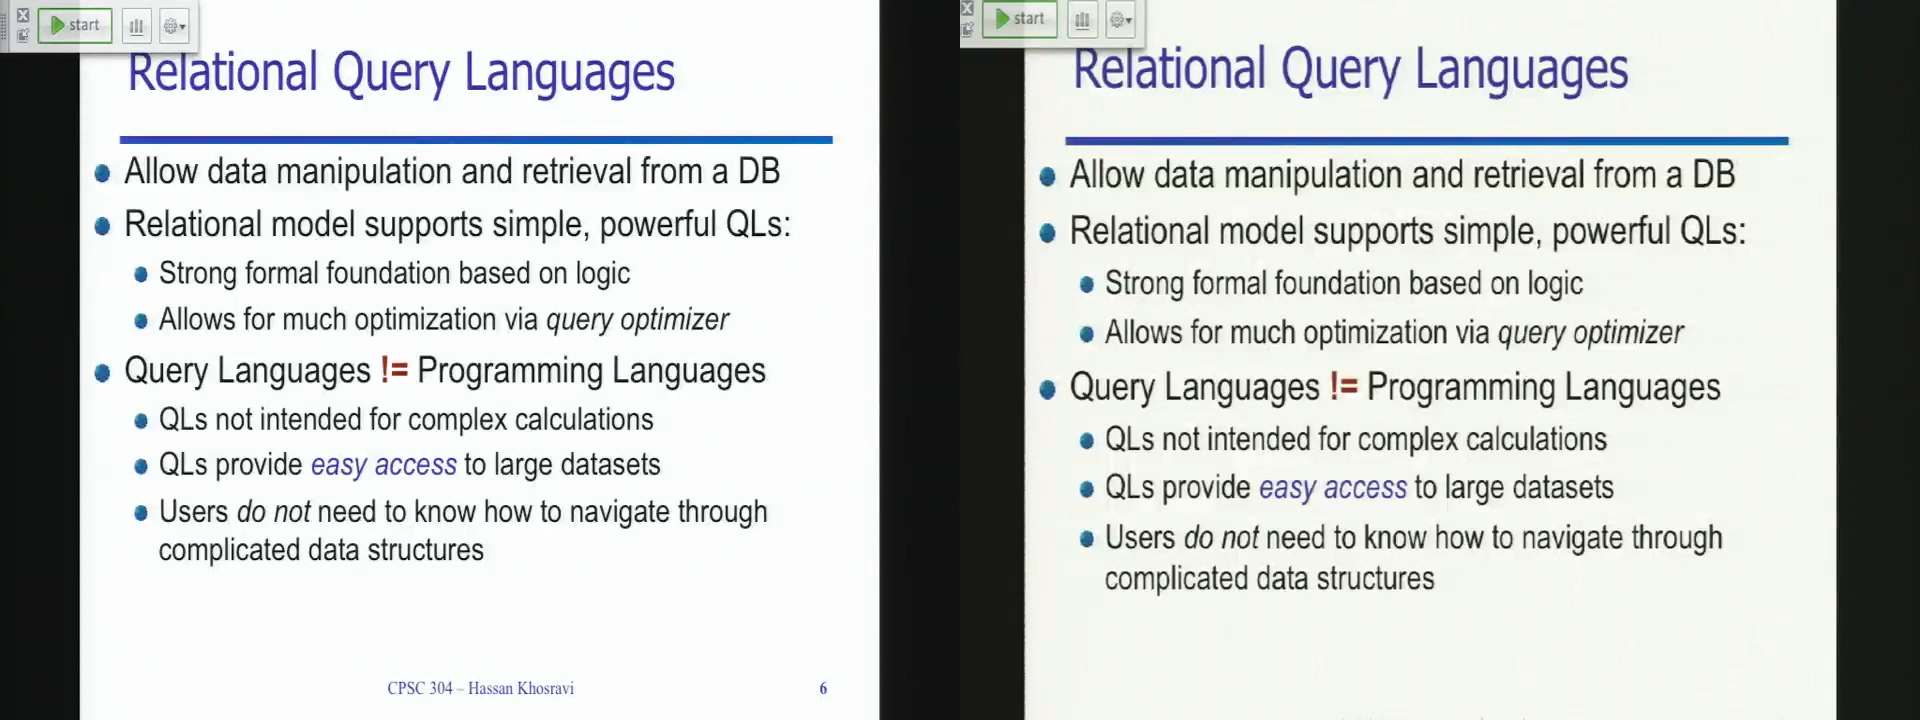 start
Relational Query Languages
Allow data manipulation and retrieval from a DB
Relational model supports simple, powerful QLs:
Strong formal foundation based on logic
Allows for much optimization via query optimizer
Query Languages != Programming Languages
QLs not intended for complex calculations
QLs provide easy access to large datasets
Users do not need to know how to navigate through
complicated data structures
CPSC 304 – Hassan Khosravi
6
start
Relational Query Languages
Allow data manipulation and retrieval from a DB
Relational model supports simple, powerful QLs:
Strong formal foundation based on logic
Allows for much optimization via query optimizer
Query Languages != Programming Languages
QLs not intended for complex calculations
QLs provide easy access to large datasets
Users do not need to know how to navigate through
complicated data structures